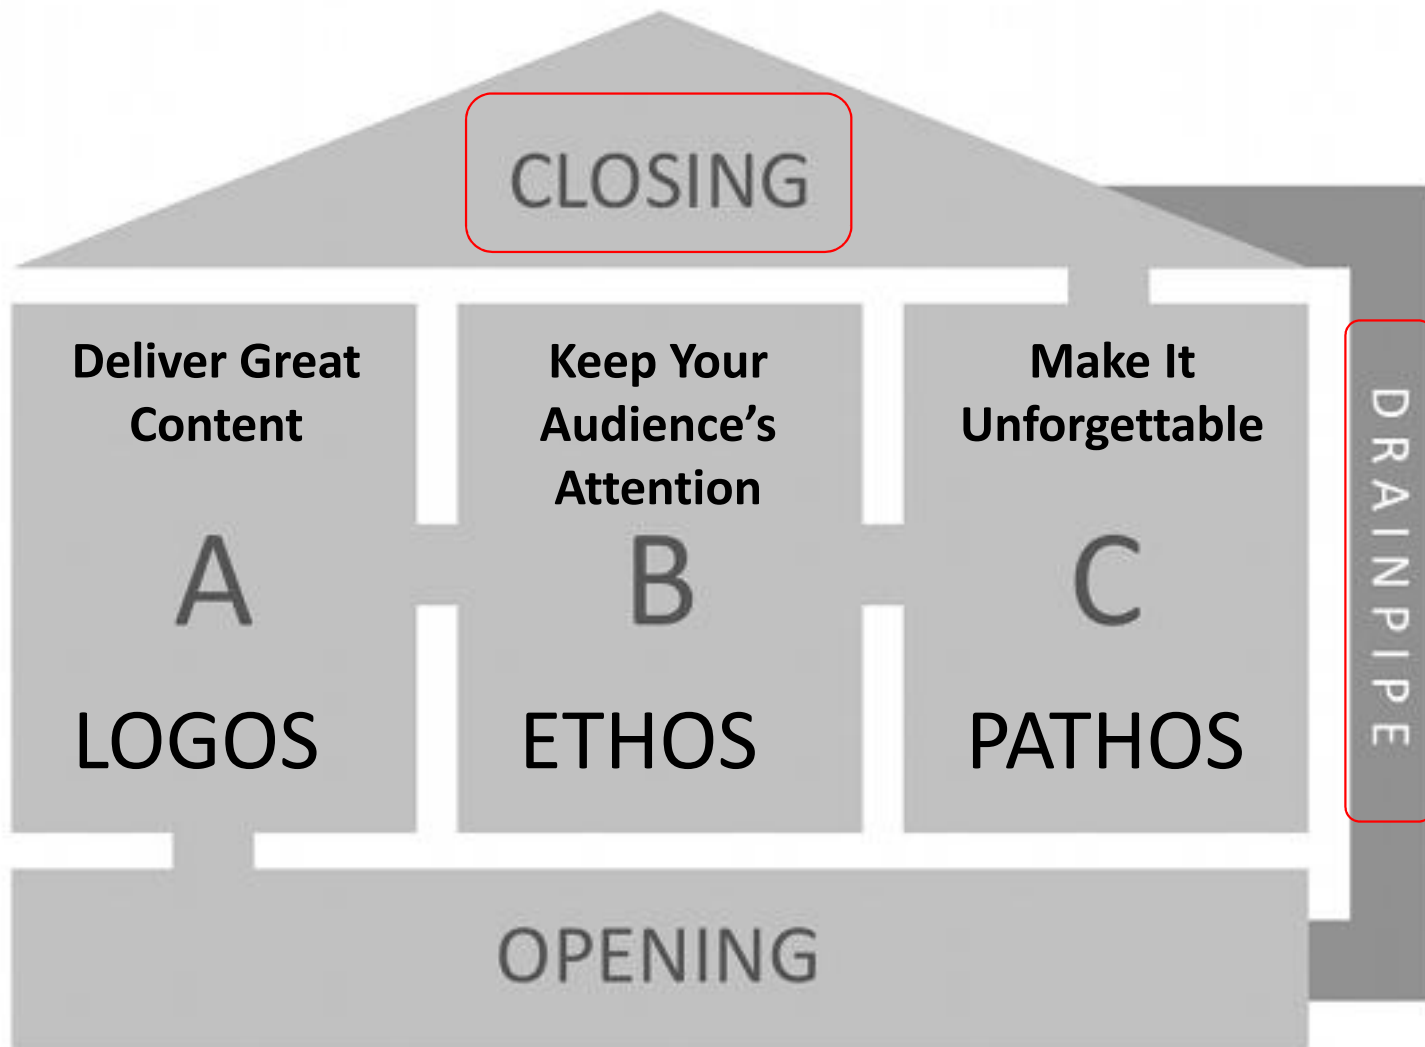 CLOSING
Deliver Great
Content
A
LOGOS
Keep Your
Audience’s
Attention
B
ETHOS
Make It
Unforgettable
C
PATHOS
DRAINPIPE
OPENING